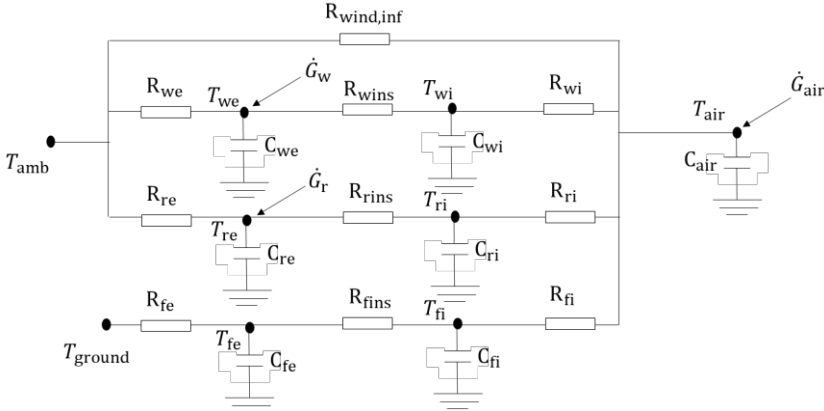 R_wind,inf
R_we
T_we
Ġ_w
R_wins
T_wi
R_wi
T_air
Ġ_air
C_we
C_wi
T_amb
C_air
R_re
T_re
Ġ_r
R_rins
T_ri
R_ri
C_re
C_ri
R_fe
R_fins
T_fi
R_fi
T_ground
T_fe
C_fe
C_fi